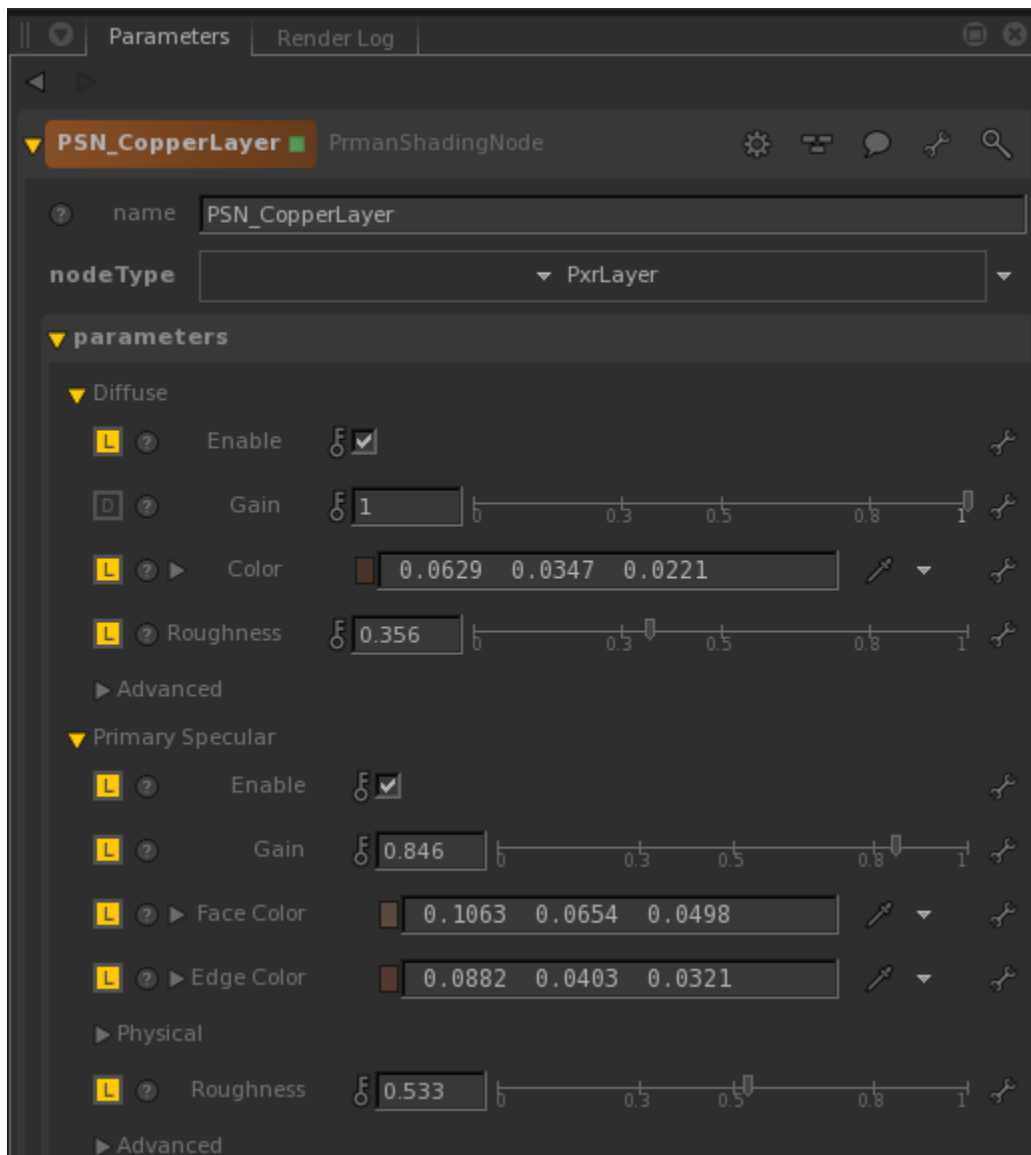 Parameters Render Log
PSN_CopperLayer PrmanShadingNode
? name PSN_CopperLayer
nodeType PxrLayer
parameters
Diffuse
L ? Enable
D ? Gain 1 0 0.3 0.5 0.8 1
L ? Color 0.0629 0.0347 0.0221
L ? Roughness 0.356 0 0.3 0.5 0.8 1
Advanced
Primary Specular
L ? Enable
L ? Gain 0.846 0 0.3 0.5 0.8 1
L ? Face Color 0.1063 0.0654 0.0498
L ? Edge Color 0.0882 0.0403 0.0321
Physical
L ? Roughness 0.533 0 0.3 0.5 0.8 1
Advanced